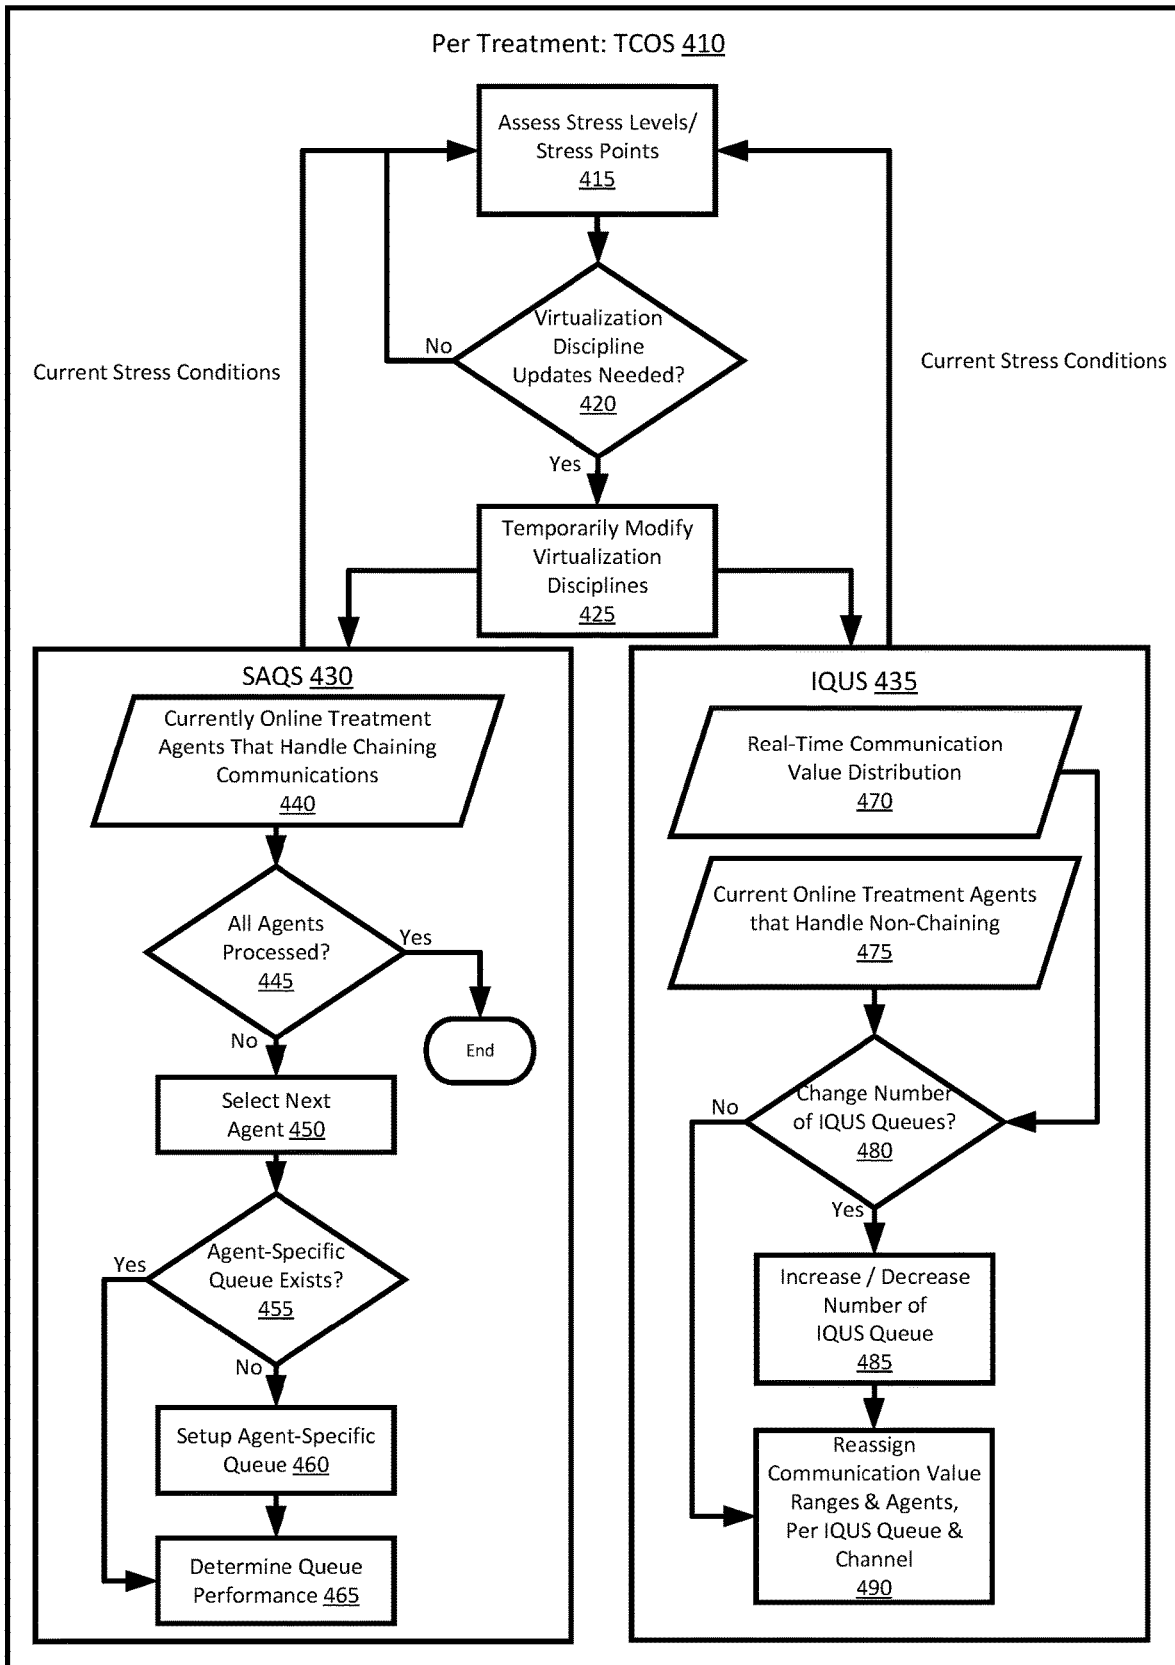 Per Treatment: TCOS 410
Assess Stress Levels/
Stress Points
415
Virtualization
Discipline
Updates Needed?
420
No
Yes
Current Stress Conditions
Current Stress Conditions
Temporarily Modify
Virtualization
Disciplines
425
SAQS 430
Currently Online Treatment
Agents That Handle Chaining
Communications
440
All Agents
Processed?
445
Yes
No
End
Select Next
Agent 450
Agent-Specific
Queue Exists?
455
Yes
No
Setup Agent-Specific
Queue 460
Determine Queue
Performance 465
IQUS 435
Real-Time Communication
Value Distribution
470
Current Online Treatment Agents
that Handle Non-Chaining
475
Change Number
of IQUS Queues?
480
No
Yes
Increase / Decrease
Number of
IQUS Queue
485
Reassign
Communication Value
Ranges & Agents,
Per IQUS Queue &
Channel
490